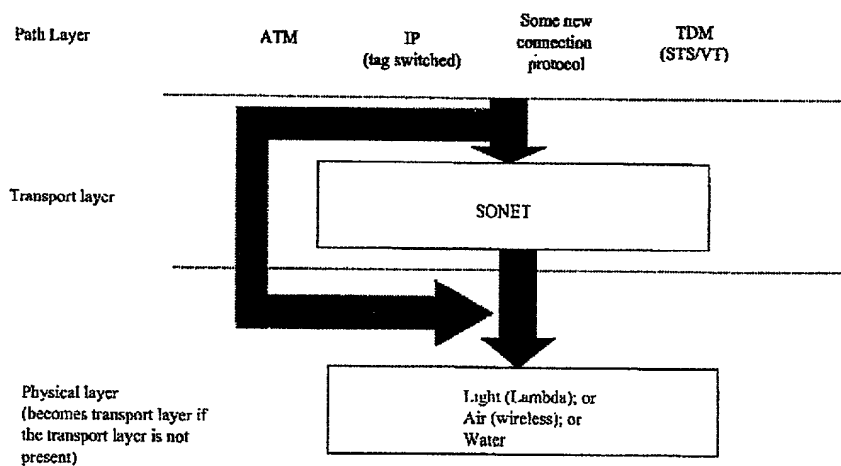 Path Layer
ATM
IP
(tag switched)
Some new
connection
protocol
TDM
(STS/VT)
Transport layer
SONET
Physical layer
(becomes transport layer if
the transport layer is not
present)
Light (Lambda); or
Air (wireless); or
Water